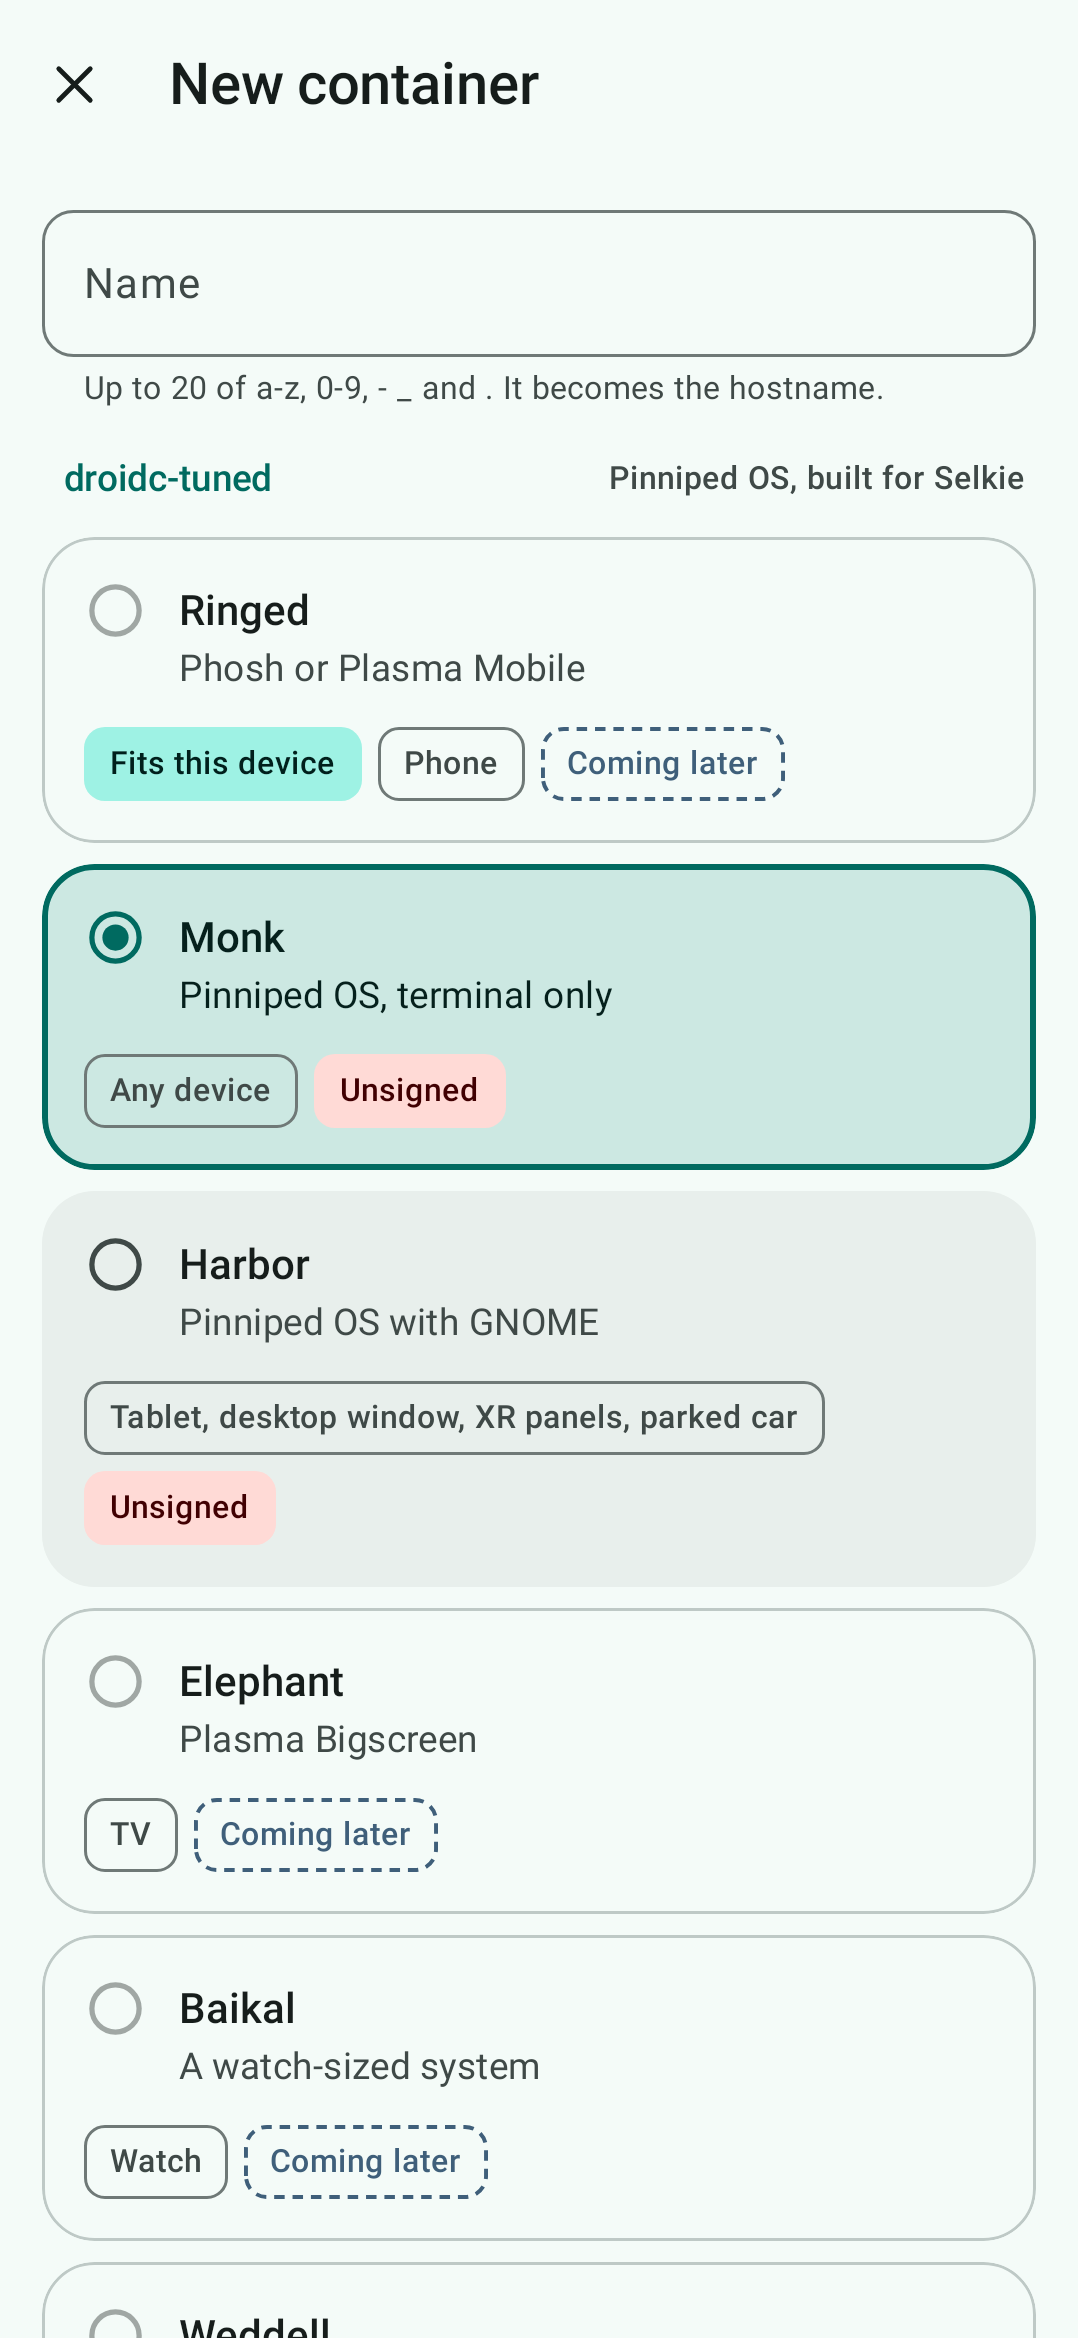 New container
Name
Up to 20 of a-z, 0-9, - _ and . It becomes the hostname.
droidc-tuned
Pinniped OS, built for Selkie
Ringed
Phosh or Plasma Mobile
Fits this device
Phone
Coming later
Monk
Pinniped OS, terminal only
Any device
Unsigned
Harbor
Pinniped OS with GNOME
Tablet, desktop window, XR panels, parked car
Unsigned
Elephant
Plasma Bigscreen
TV
Coming later
Baikal
A watch-sized system
Watch
Coming later
Weddell